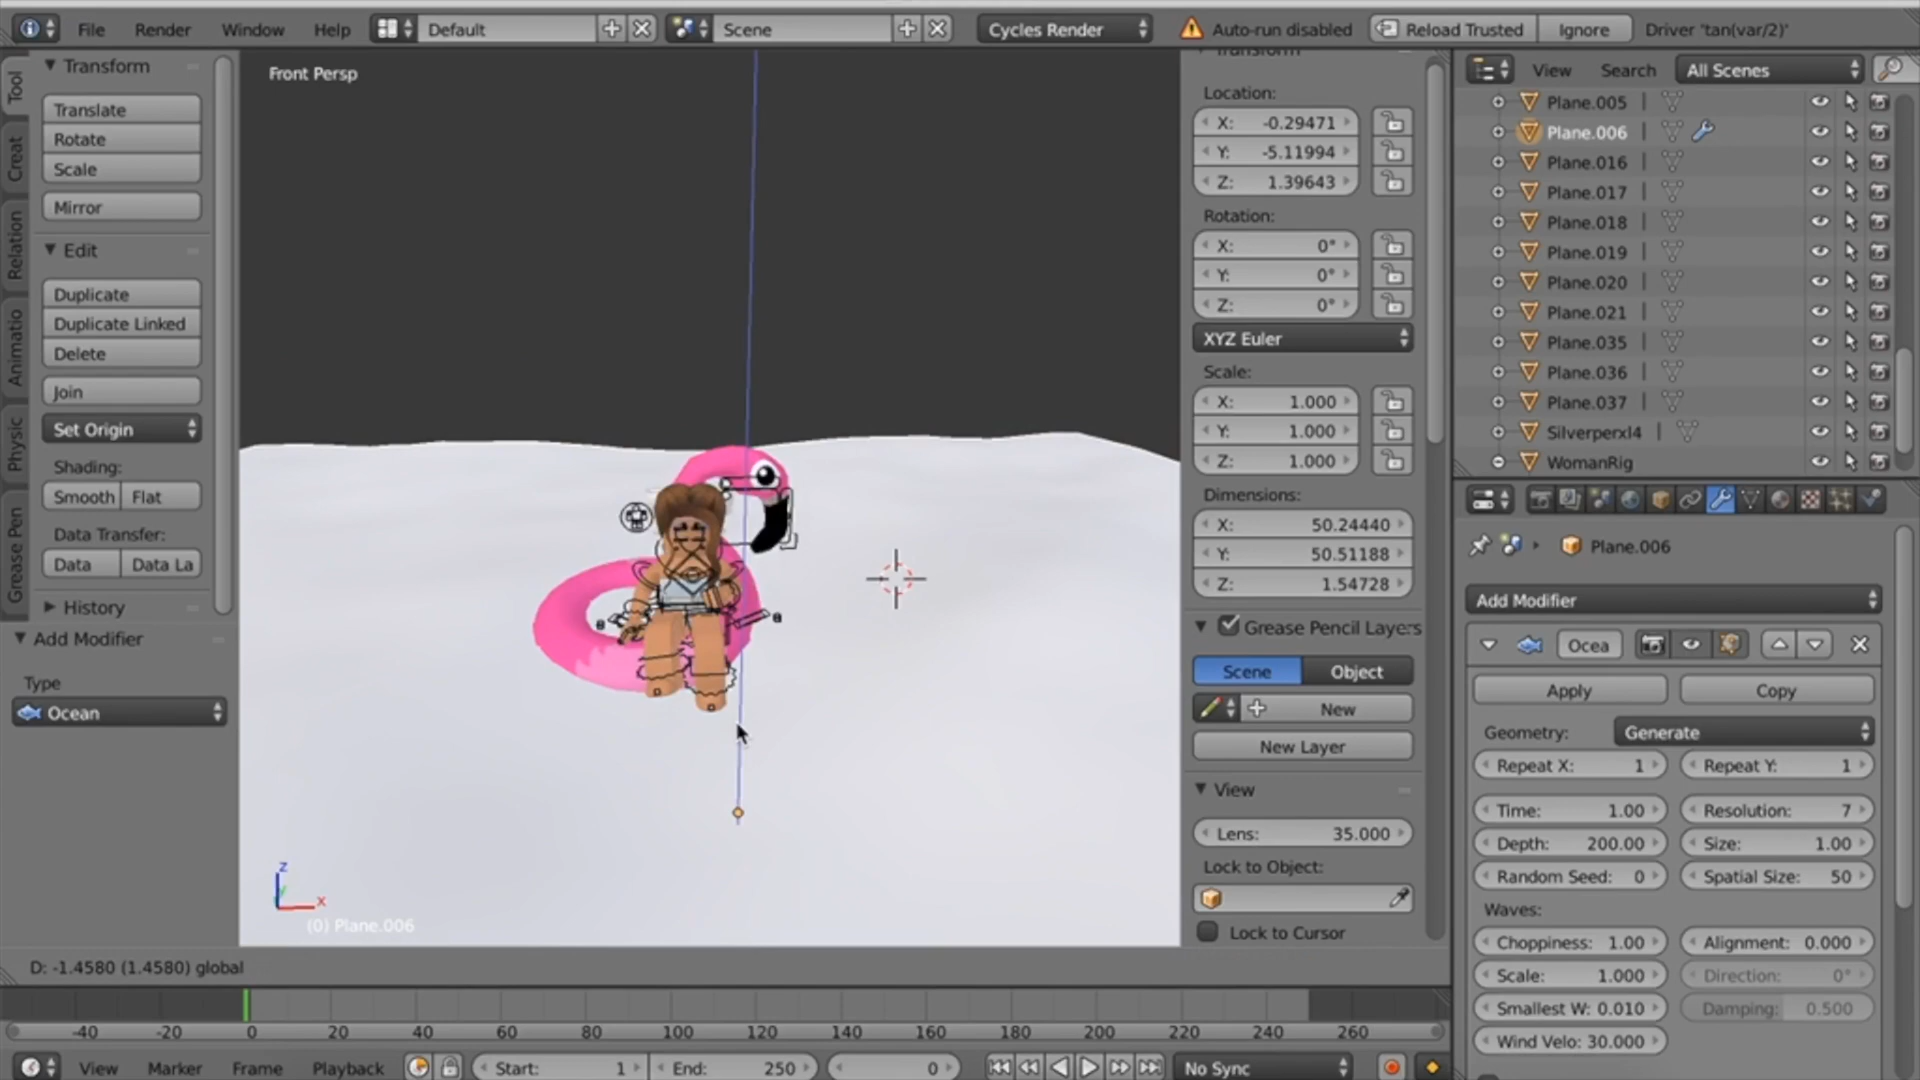 File Render Window Help Default Scene Cycles Render Auto-run disabled Reload Trusted Ignore Driver 'tan(var/2)'
Tool
Creat
Relation
Animatio
Physic
Grease Pen
Transform
Translate
Rotate
Scale
Mirror
Edit
Duplicate
Duplicate Linked
Delete
Join
Set Origin
Shading:
Smooth Flat
Data Transfer:
Data Data La
History
Add Modifier
Type
Ocean
Front Persp
z
x
(0) Plane.006
D: -1.4580 (1.4580) global
Location:
X: -0.29471
Y: -5.11994
Z: 1.39643
Rotation:
X: 0°
Y: 0°
Z: 0°
XYZ Euler
Scale:
X: 1.000
Y: 1.000
Z: 1.000
Dimensions:
X: 50.24440
Y: 50.51188
Z: 1.54728
Grease Pencil Layers
Scene Object
New
New Layer
View
Lens: 35.000
Lock to Object:
Lock to Cursor
View Search All Scenes
Plane.005
Plane.006
Plane.016
Plane.017
Plane.018
Plane.019
Plane.020
Plane.021
Plane.035
Plane.036
Plane.037
Silverperxl4
WomanRig
Plane.006
Add Modifier
Ocea
Apply Copy
Geometry: Generate
Repeat X: 1 Repeat Y: 1
Time: 1.00 Resolution: 7
Depth: 200.00 Size: 1.00
Random Seed: 0 Spatial Size: 50
Waves:
Choppiness: 1.00 Alignment: 0.000
Scale: 1.000 Direction: 0°
Smallest W: 0.010 Damping: 0.500
Wind Velo: 30.000
-40 -20 0 20 40 60 80 100 120 140 160 180 200 220 240 260
View Marker Frame Playback Start: 1 End: 250 0 No Sync